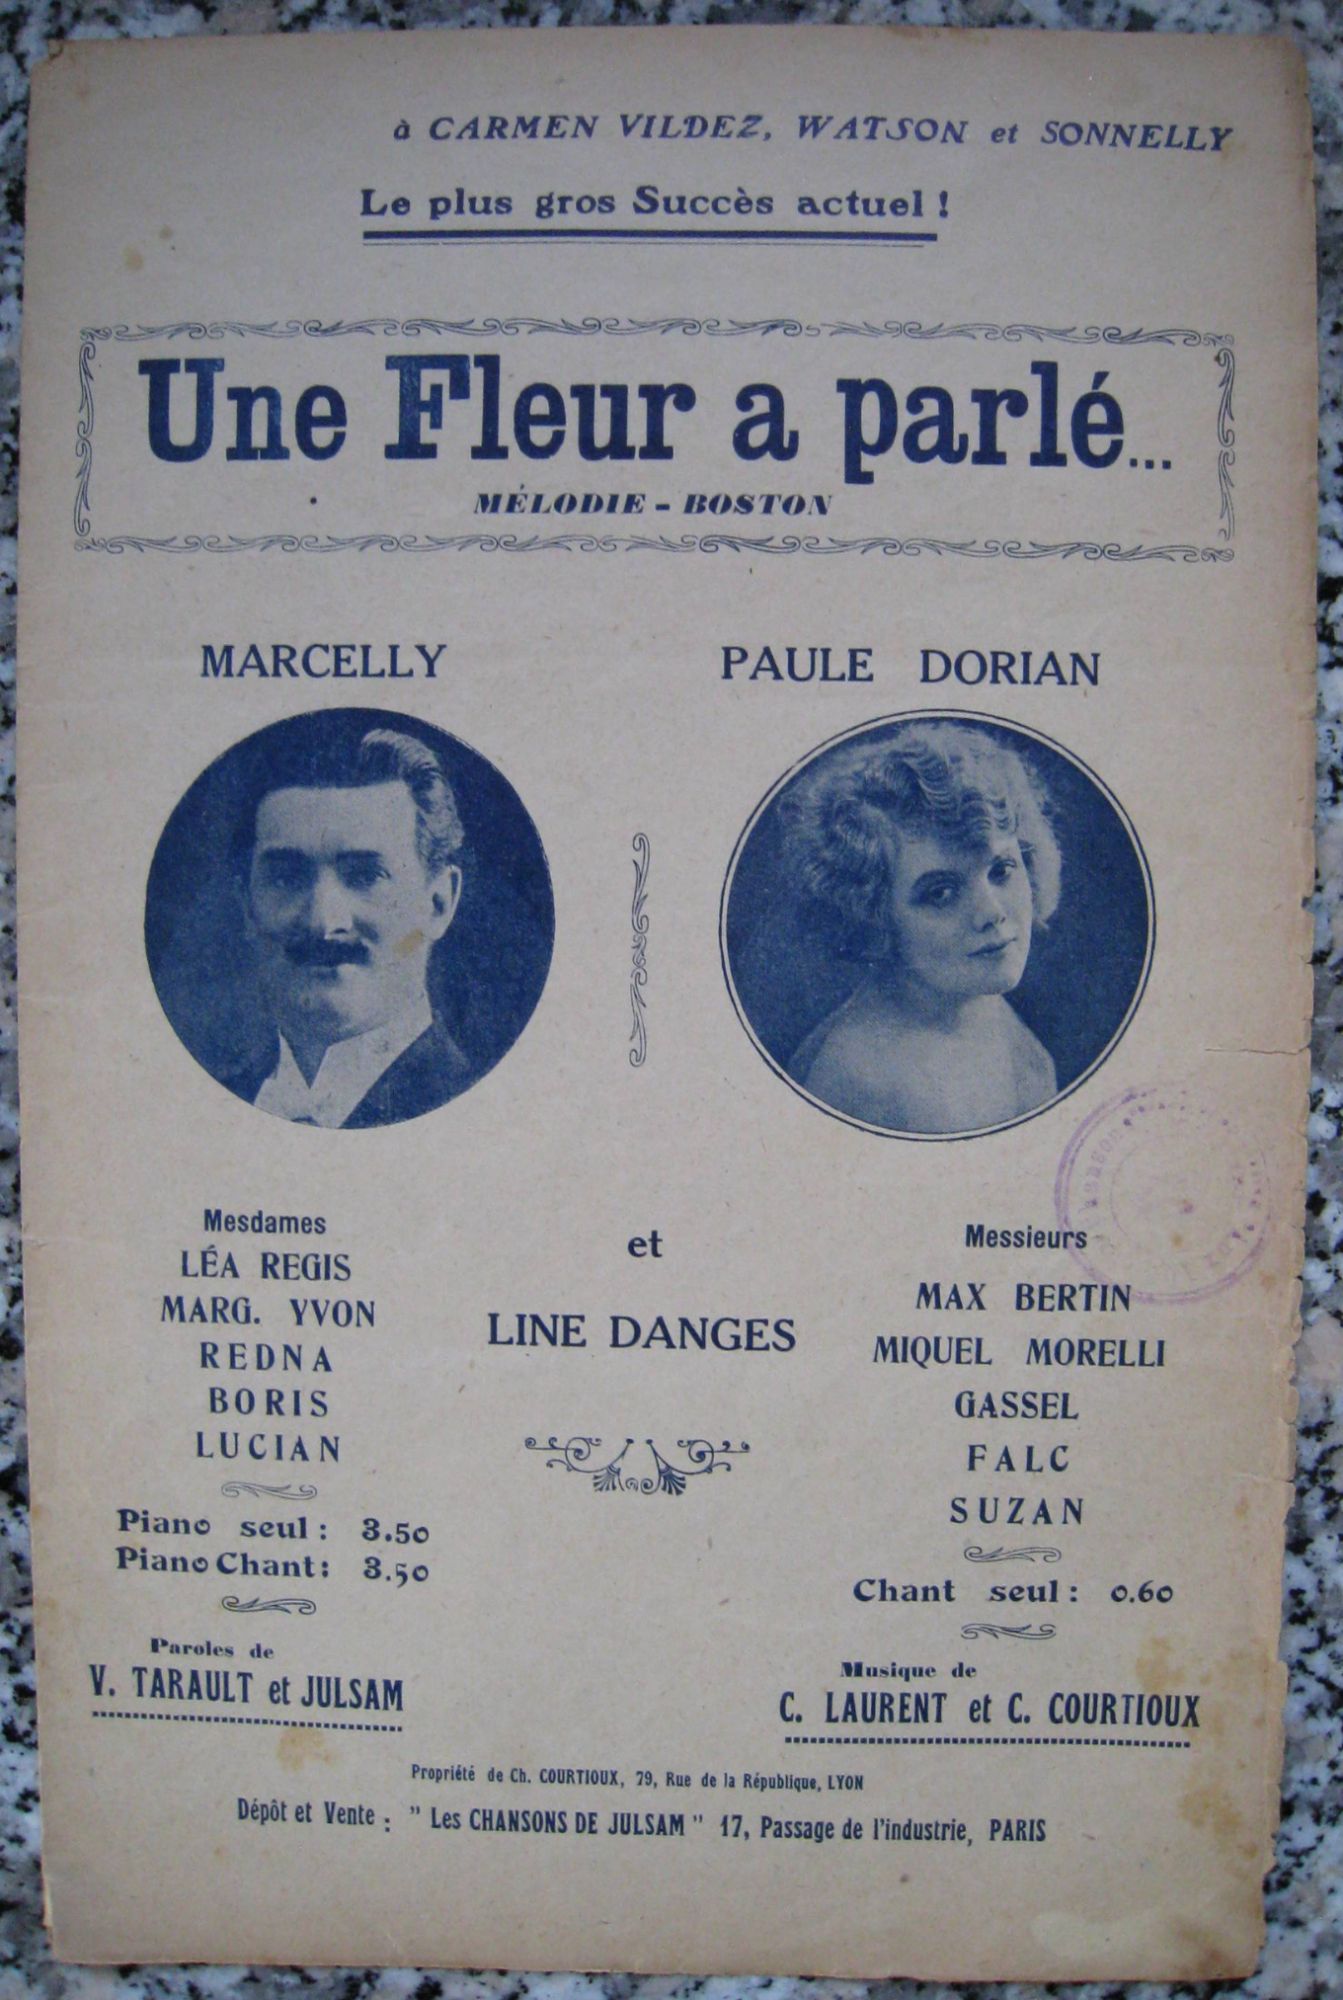 à CARMEN VILDEZ, WATSON et SONNELLY
Le plus gros Succès actuel !
Une Fleur a parlé...
MÉLODIE - BOSTON
MARCELLY
PAULE DORIAN
Mesdames
LÉA REGIS
MARG. YVON
REDNA
BORIS
LUCIAN
et
LINE DANGES
Messieurs
MAX BERTIN
MIQUEL MORELLI
GASSEL
FALC
SUZAN
Piano seul : 3.50
Piano Chant : 3.50
Chant seul : 0.60
Paroles de
V. TARAULT et JULSAM
Musique de
C. LAURENT et C. COURTIOUX
Propriété de Ch. COURTIOUX, 79, Rue de la République, LYON
Dépôt et Vente : " Les CHANSONS DE JULSAM " 17, Passage de l'industrie, PARIS